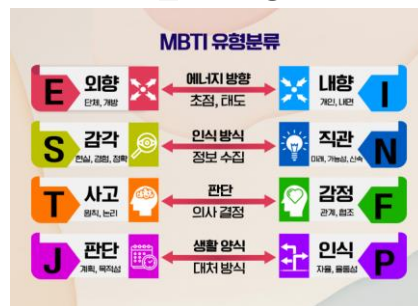 MBTI 유형분류
E 외향 에너지 방향 내향 I
단체, 개방 초점, 태도 개인, 내면
S 감각 인식 방식 직관 N
현실, 경험, 정확 정보 수집 미래, 가능성, 신속
T 사고 판단 감정 F
원칙, 논리 의사 결정 관계, 협조
J 판단 생활 양식 인식 P
계획, 목적성 대처 방식 자율, 융통성